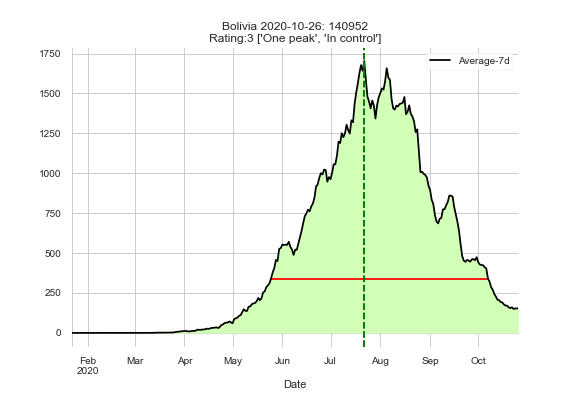 Bolivia 2020-10-26: 140952
Rating:3 ['One peak', 'In control']
Average-7d
1750
1500
1250
1000
750
500
250
0
Feb Mar Apr May Jun Jul Aug Sep Oct
2020
Date